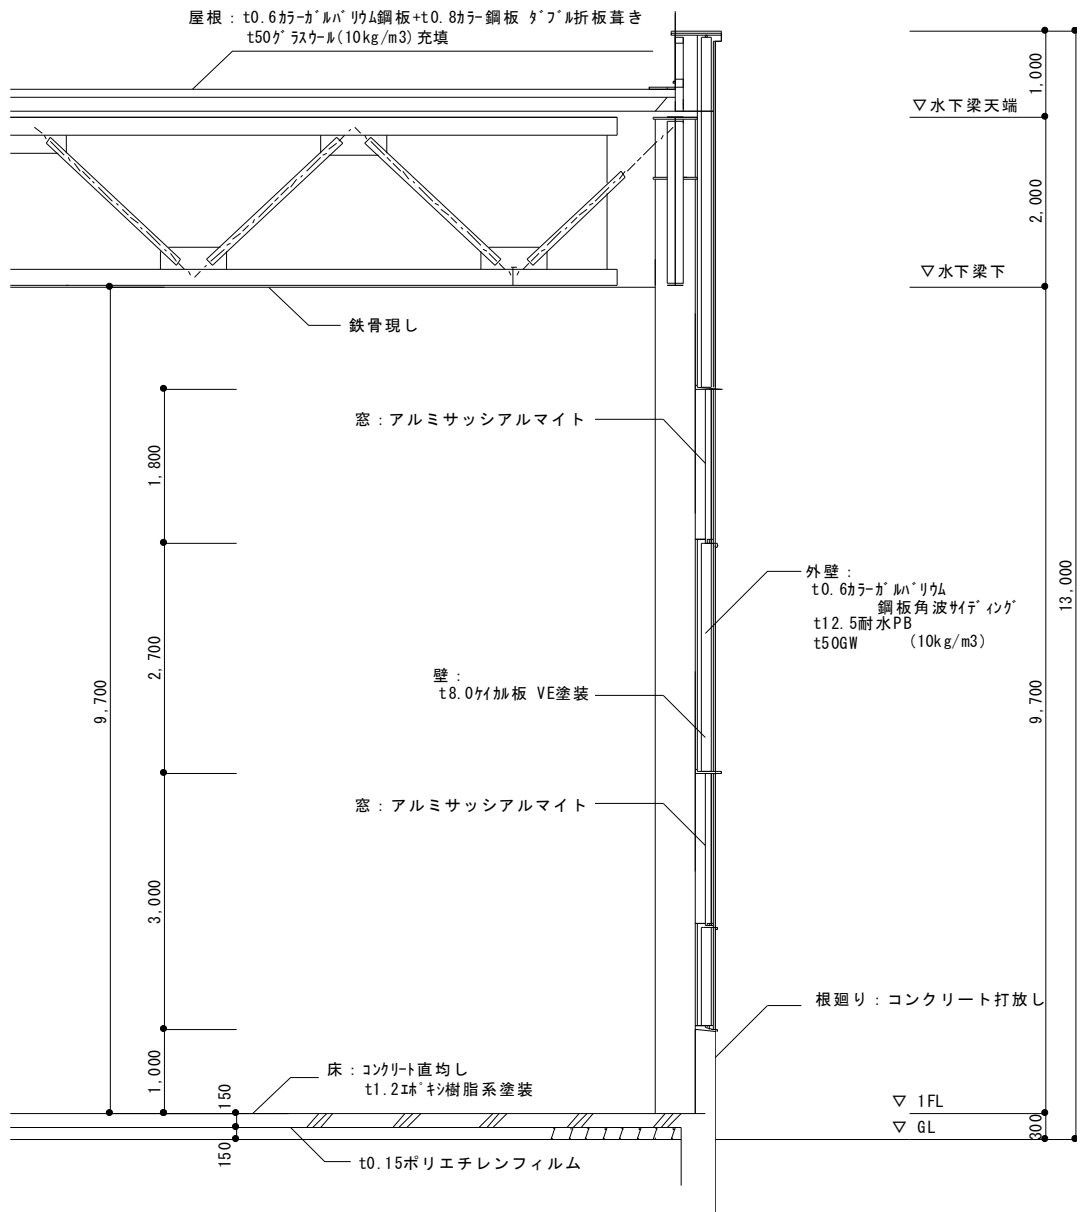 屋根：t0.6ｶﾗｰｶﾞﾙﾊﾞﾘｳﾑ鋼板+t0.8ｶﾗｰ鋼板 ﾀﾞﾌﾞﾙ折板葺き
t50ｸﾞﾗｽｳｰﾙ(10kg/m3)充填
1,000
▽水下梁天端
2,000
▽水下梁下
鉄骨現し
窓：アルミサッシアルマイト
1,800
外壁：
t0.6ｶﾗｰｶﾞﾙﾊﾞﾘｳﾑ
鋼板角波ｻｲﾃﾞｨﾝｸﾞ
t12.5耐水PB
t50GW (10kg/m3)
13,000
2,700
壁：
t8.0ｹｲｶﾙ板 VE塗装
9,700
9,700
窓：アルミサッシアルマイト
3,000
根廻り：コンクリート打放し
1,000
床：ｺﾝｸﾘｰﾄ直均し
t1.2ｴﾎﾟｷｼ樹脂系塗装
150
▽ 1FL
▽ GL
300
150
t0.15ポリエチレンフィルム